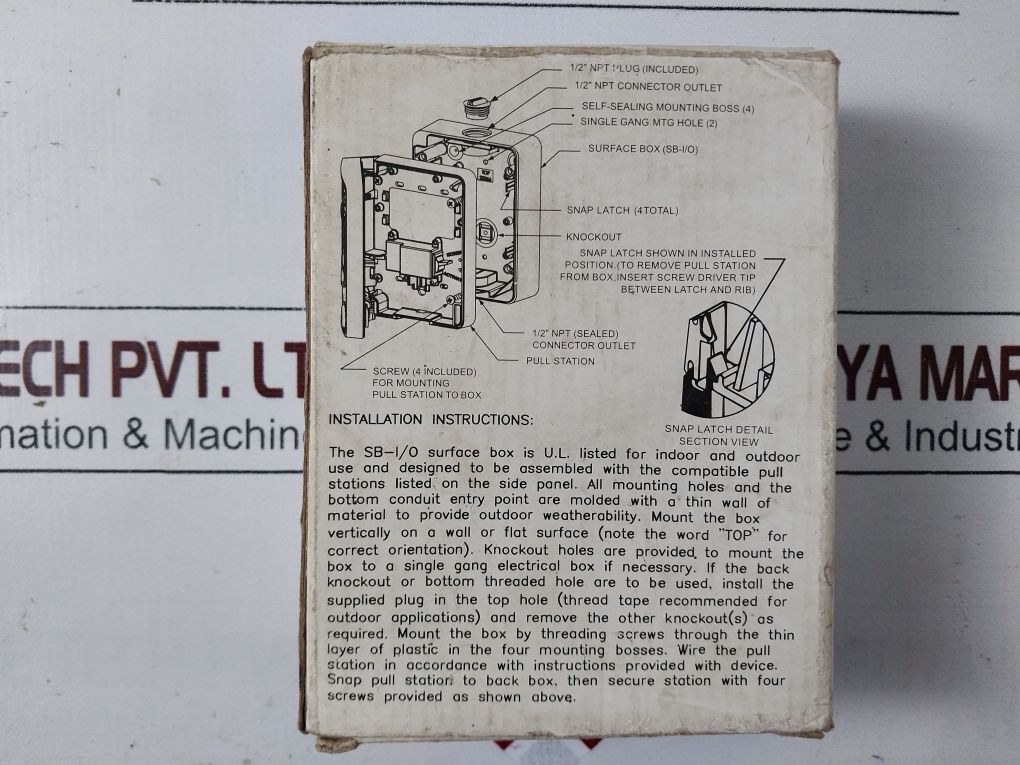 1/2" NPT PLUG (INCLUDED)
1/2" NPT CONNECTOR OUTLET
SELF-SEALING MOUNTING BOSS (4)
SINGLE GANG MTG HOLE (2)
SURFACE BOX (SB-I/O)
TOP
SNAP LATCH (4 TOTAL)
KNOCKOUT
SNAP LATCH SHOWN IN INSTALLED
POSITION.(TO REMOVE PULL STATION
FROM BOX,INSERT SCREW DRIVER TIP
BETWEEN LATCH AND RIB)
1/2" NPT (SEALED)
CONNECTOR OUTLET
PULL STATION
SCREW (4 INCLUDED)
FOR MOUNTING
PULL STATION TO BOX
SNAP LATCH DETAIL
SECTION VIEW
INSTALLATION INSTRUCTIONS:
The SB-I/O surface box is U.L. listed for indoor and outdoor
use and designed to be assembled with the compatible pull
stations listed on the side panel. All mounting holes and the
bottom conduit entry point are molded with a thin wall of
material to provide outdoor weatherability. Mount the box
vertically on a wall or flat surface (note the word "TOP" for
correct orientation). Knockout holes are provided to mount the
box to a single gang electrical box if necessary. If the back
knockout or bottom threaded hole are to be used, install the
supplied plug in the top hole (thread tape recommended for
outdoor applications) and remove the other knockout(s) as
required. Mount the box by threading screws through the thin
layer of plastic in the four mounting bosses. Wire the pull
station in accordance with instructions provided with device.
Snap pull station to back box, then secure station with four
screws provided as shown above.
ECH PVT. LT YA MAR
mation & Machin e & Industr